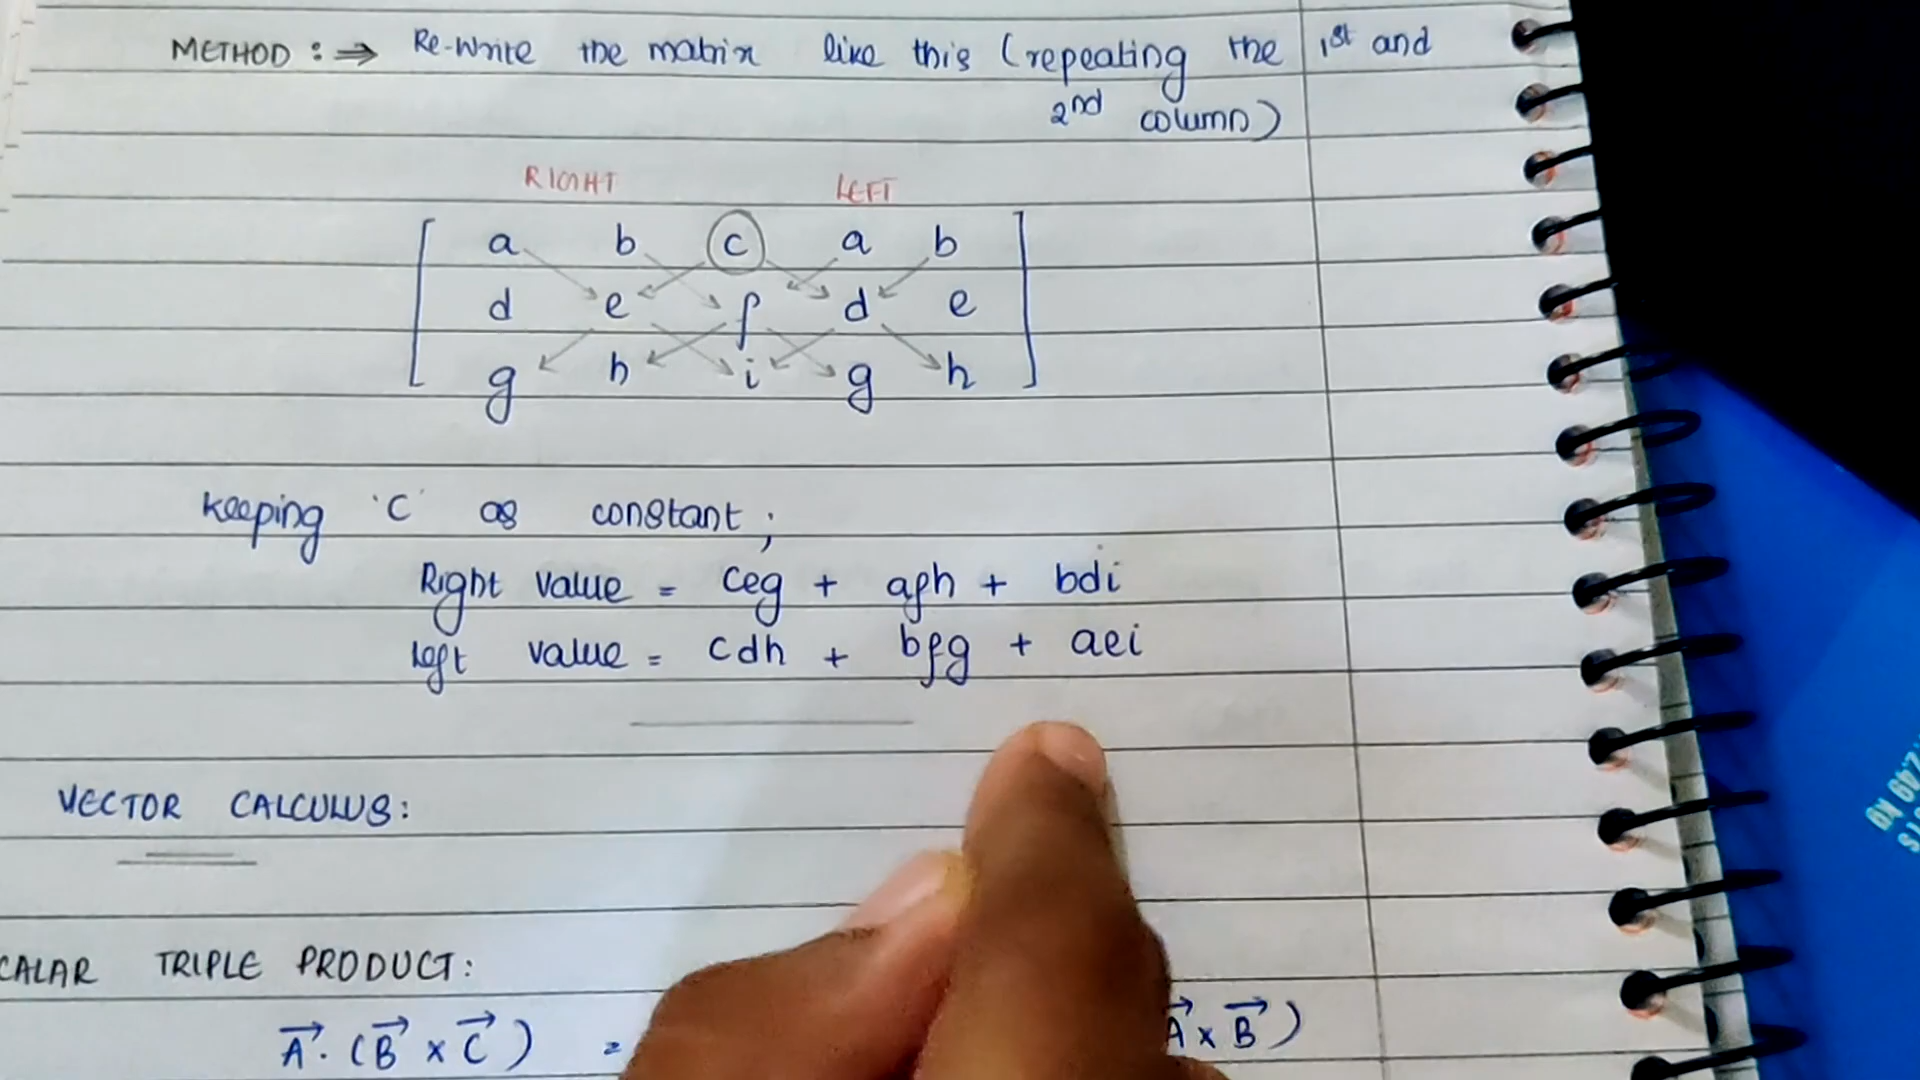 METHOD : ⇒ Re-write the matrix like this (repeating the 1st and
2nd column)
RIGHT LEFT
a b c a b
d e f d e
g h i g h
keeping 'C' as constant ;
Right value = ceg + afh + bdi
Left value = cdh + bfg + aei
VECTOR CALCULUS:
CALAR TRIPLE PRODUCT:
A⃗ · (B⃗ × C⃗) = A⃗ × B⃗)